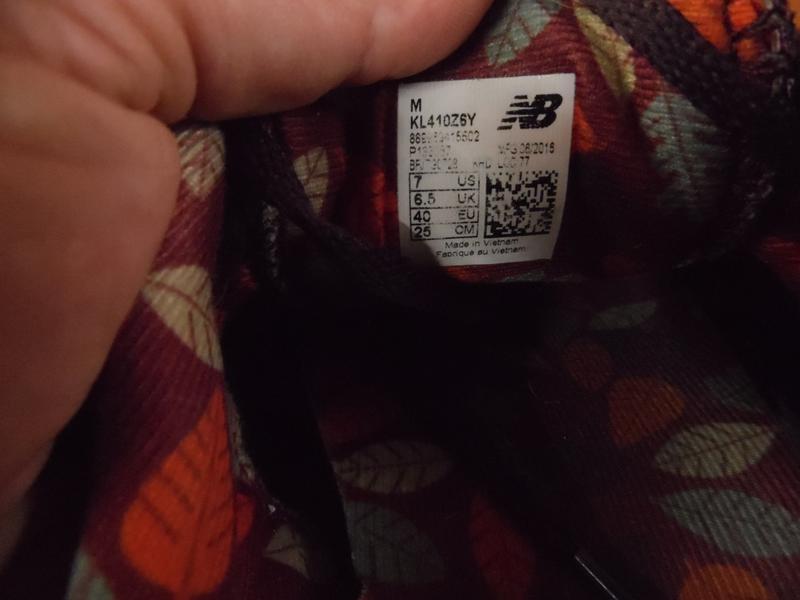 M
NB
KL410Z6Y
MFG 06/2016
7 US
6.5 UK
40 EU
25 CM
Made in Vietnam
Fabriqué au Vietnam